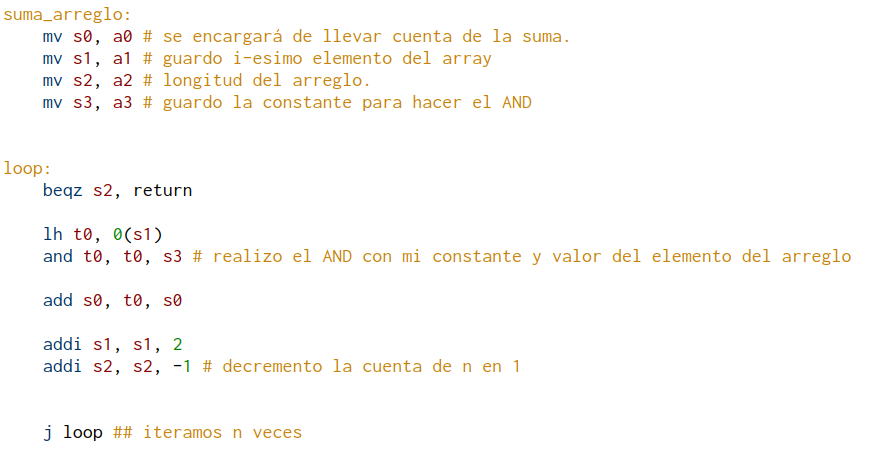 suma_arreglo:
mv s0, a0 # se encargará de llevar cuenta de la suma.
mv s1, a1 # guardo i-esimo elemento del array
mv s2, a2 # longitud del arreglo.
mv s3, a3 # guardo la constante para hacer el AND
loop:
beqz s2, return
lh t0, 0(s1)
and t0, t0, s3 # realizo el AND con mi constante y valor del elemento del arreglo
add s0, t0, s0
addi s1, s1, 2
addi s2, s2, -1 # decremento la cuenta de n en 1
j loop ## iteramos n veces